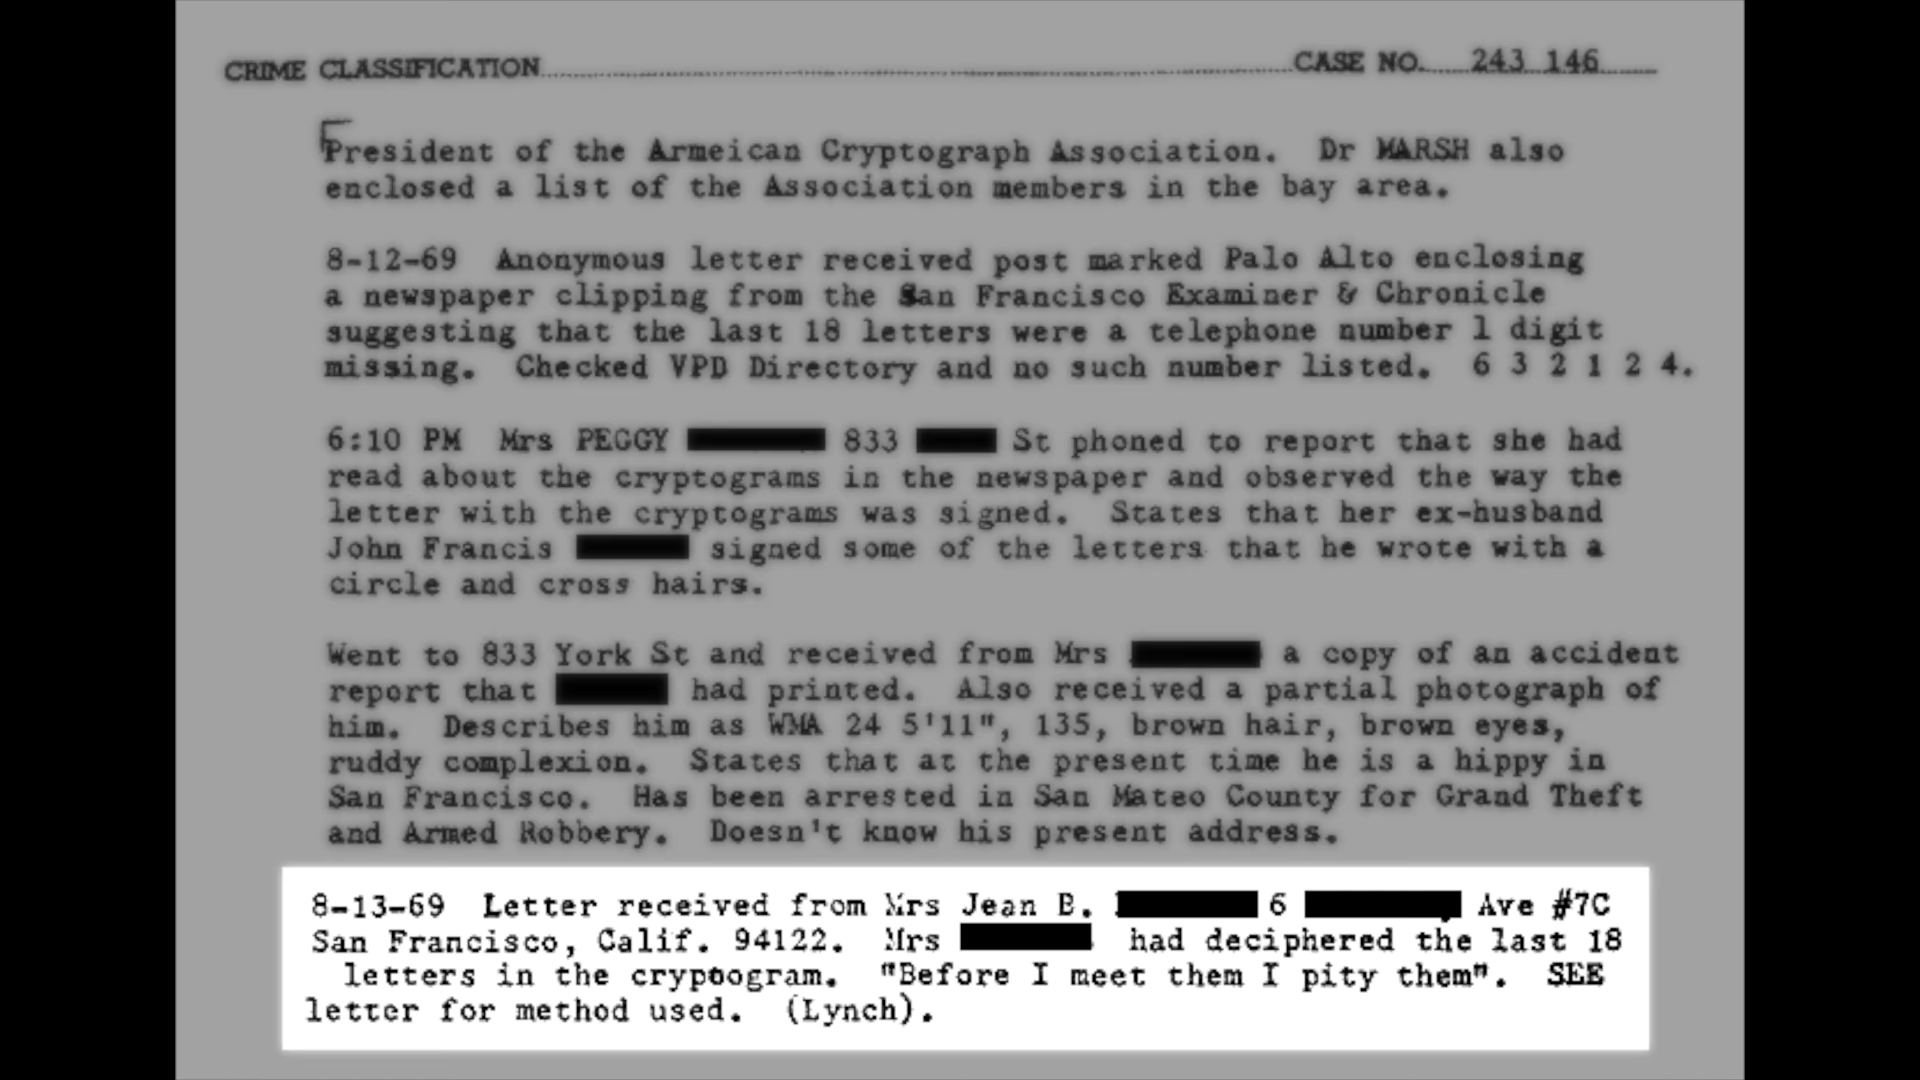 CRIME CLASSIFICATION CASE NO. 243 146
President of the Armeican Cryptograph Association. Dr MARSH also
enclosed a list of the Association members in the bay area.
8-12-69 Anonymous letter received post marked Palo Alto enclosing
a newspaper clipping from the San Francisco Examiner & Chronicle
suggesting that the last 18 letters were a telephone number 1 digit
missing. Checked VPD Directory and no such number listed. 6 3 2 1 2 4.
6:10 PM Mrs PEGGY 833 St phoned to report that she had
read about the cryptograms in the newspaper and observed the way the
letter with the cryptograms was signed. States that her ex-husband
John Francis signed some of the letters that he wrote with a
circle and cross hairs.
Went to 833 York St and received from Mrs a copy of an accident
report that had printed. Also received a partial photograph of
him. Describes him as WMA 24 5'11", 135, brown hair, brown eyes,
ruddy complexion. States that at the present time he is a hippy in
San Francisco. Has been arrested in San Mateo County for Grand Theft
and Armed Robbery. Doesn't know his present address.
8-13-69 Letter received from Mrs Jean B. 6 Ave #7C
San Francisco, Calif. 94122. Mrs had deciphered the last 18
letters in the cryptoogram. "Before I meet them I pity them". SEE
letter for method used. (Lynch).